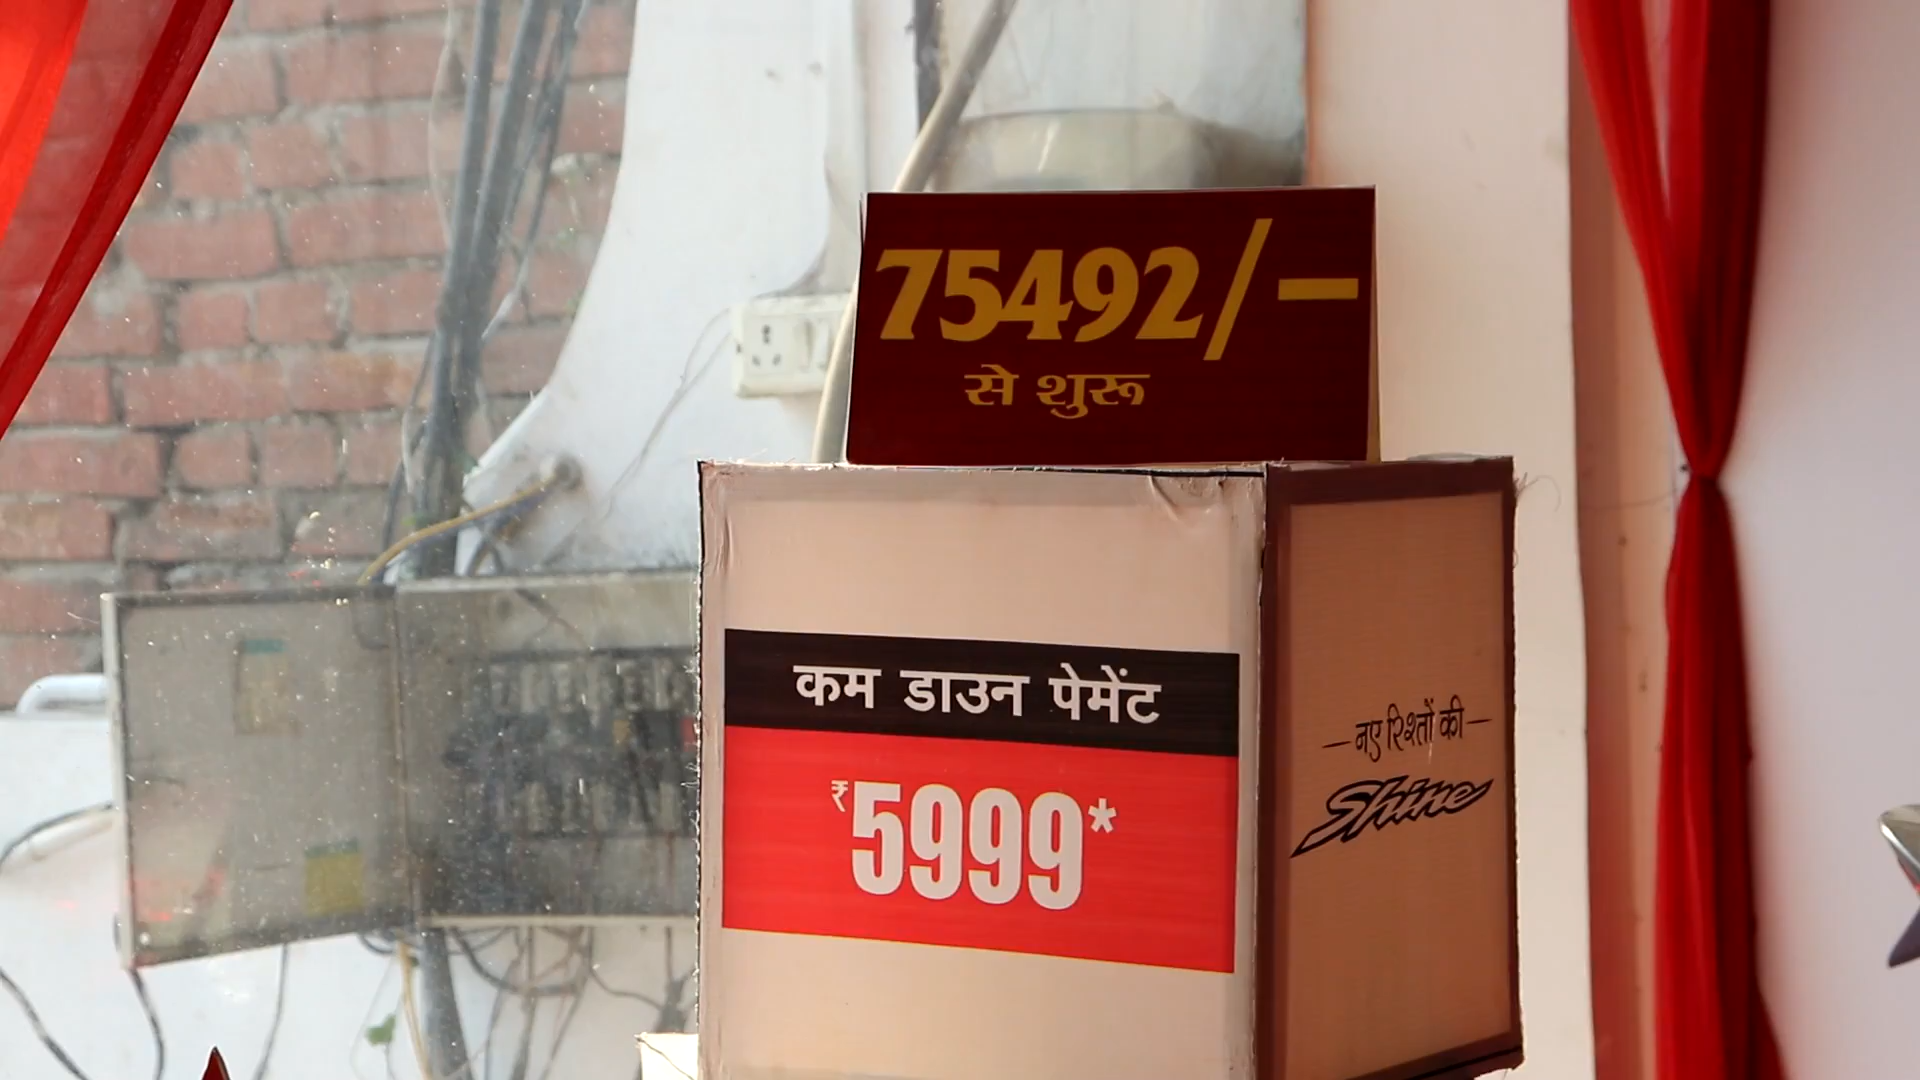 75492/-
से शुरू
कम डाउन पेमेंट
₹5999*
-नए रिश्तों की-
Shine